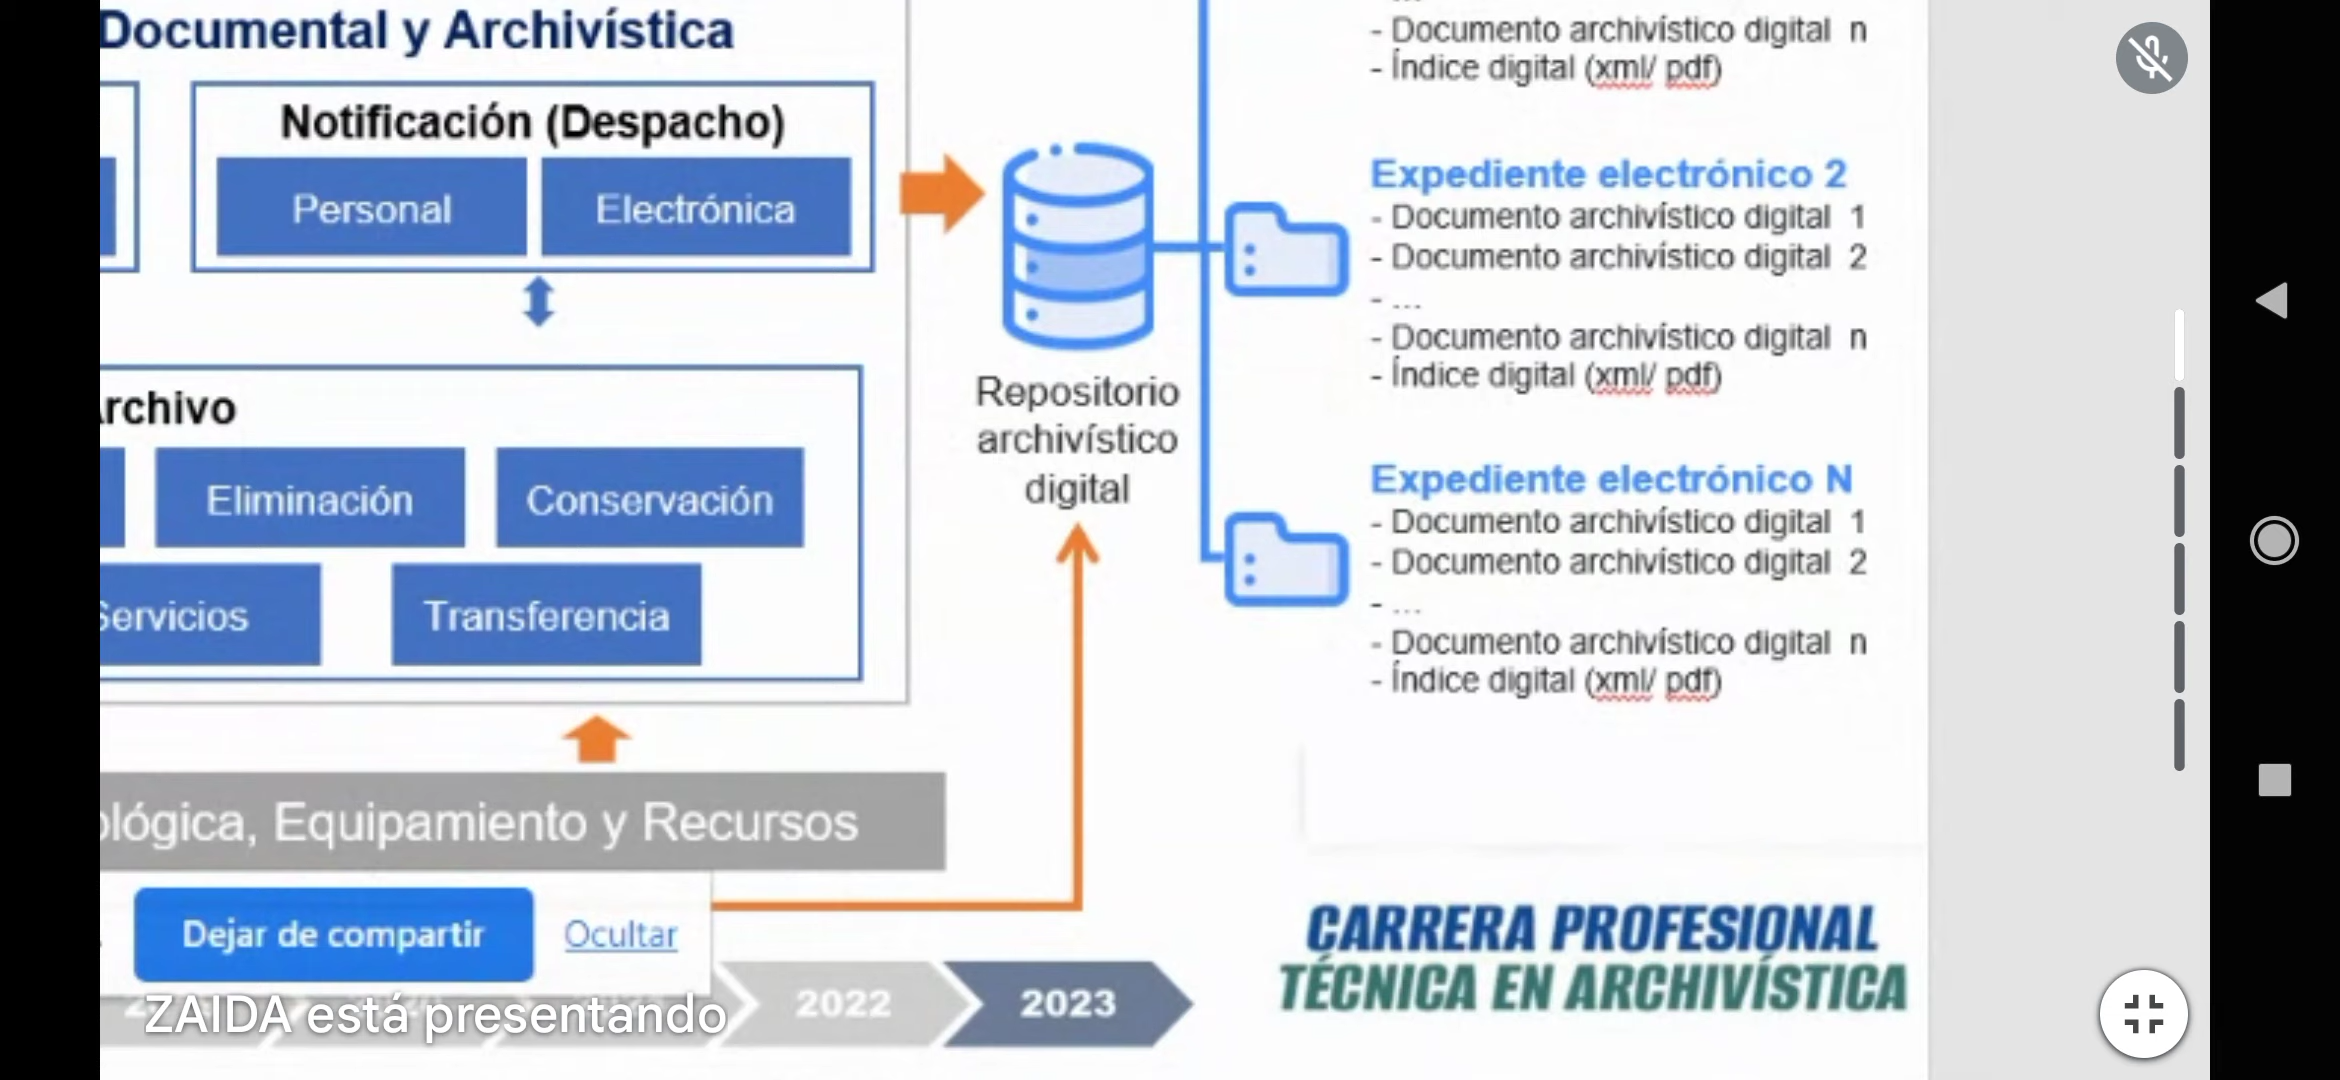 Documental y Archivística
Notificación (Despacho)
Personal
Electrónica
rchivo
Eliminación
Conservación
Servicios
Transferencia
ológica, Equipamiento y Recursos
Repositorio
archivístico
digital
- ...
- Documento archivístico digital n
- Índice digital (xml/ pdf)
Expediente electrónico 2
- Documento archivístico digital 1
- Documento archivístico digital 2
- ...
- Documento archivístico digital n
- Índice digital (xml/ pdf)
Expediente electrónico N
- Documento archivístico digital 1
- Documento archivístico digital 2
- ...
- Documento archivístico digital n
- Índice digital (xml/ pdf)
Dejar de compartir
Ocultar
ZAIDA está presentando
2022
2023
CARRERA PROFESIONAL
TÉCNICA EN ARCHIVÍSTICA